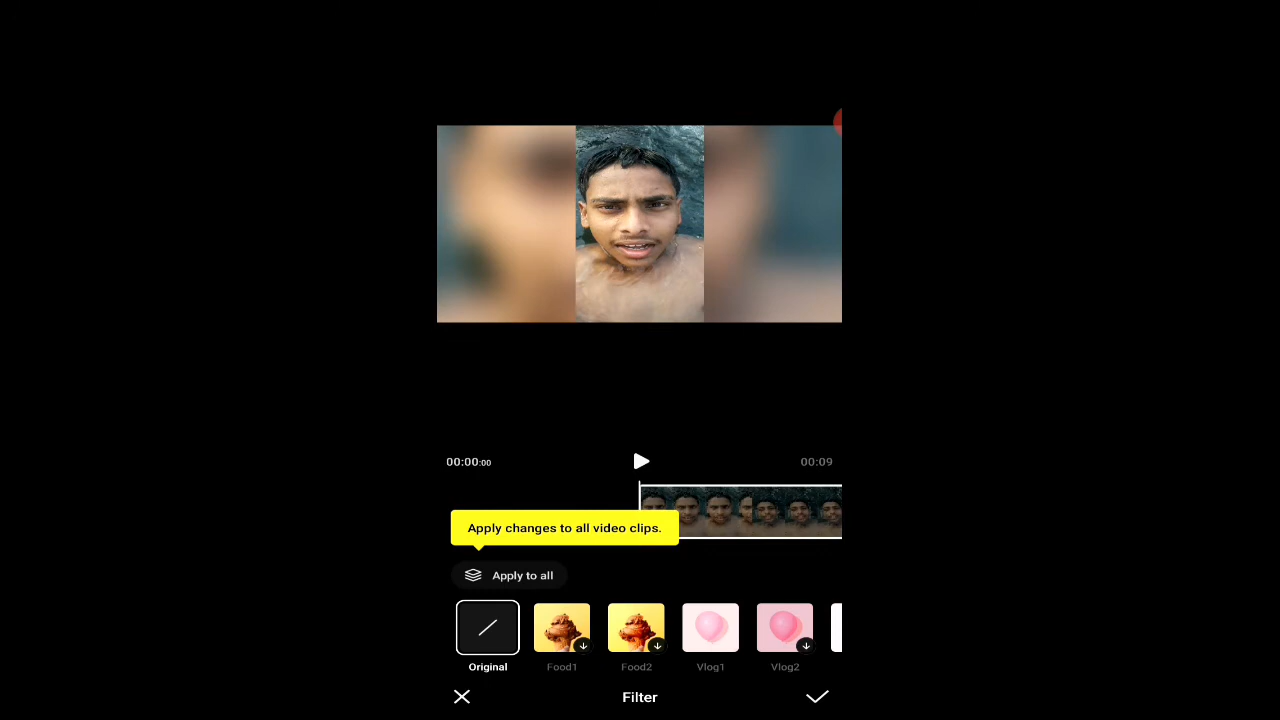 00:00:00
00:09
Apply changes to all video clips.
Apply to all
Original
Food1
Food2
Vlog1
Vlog2
Filter